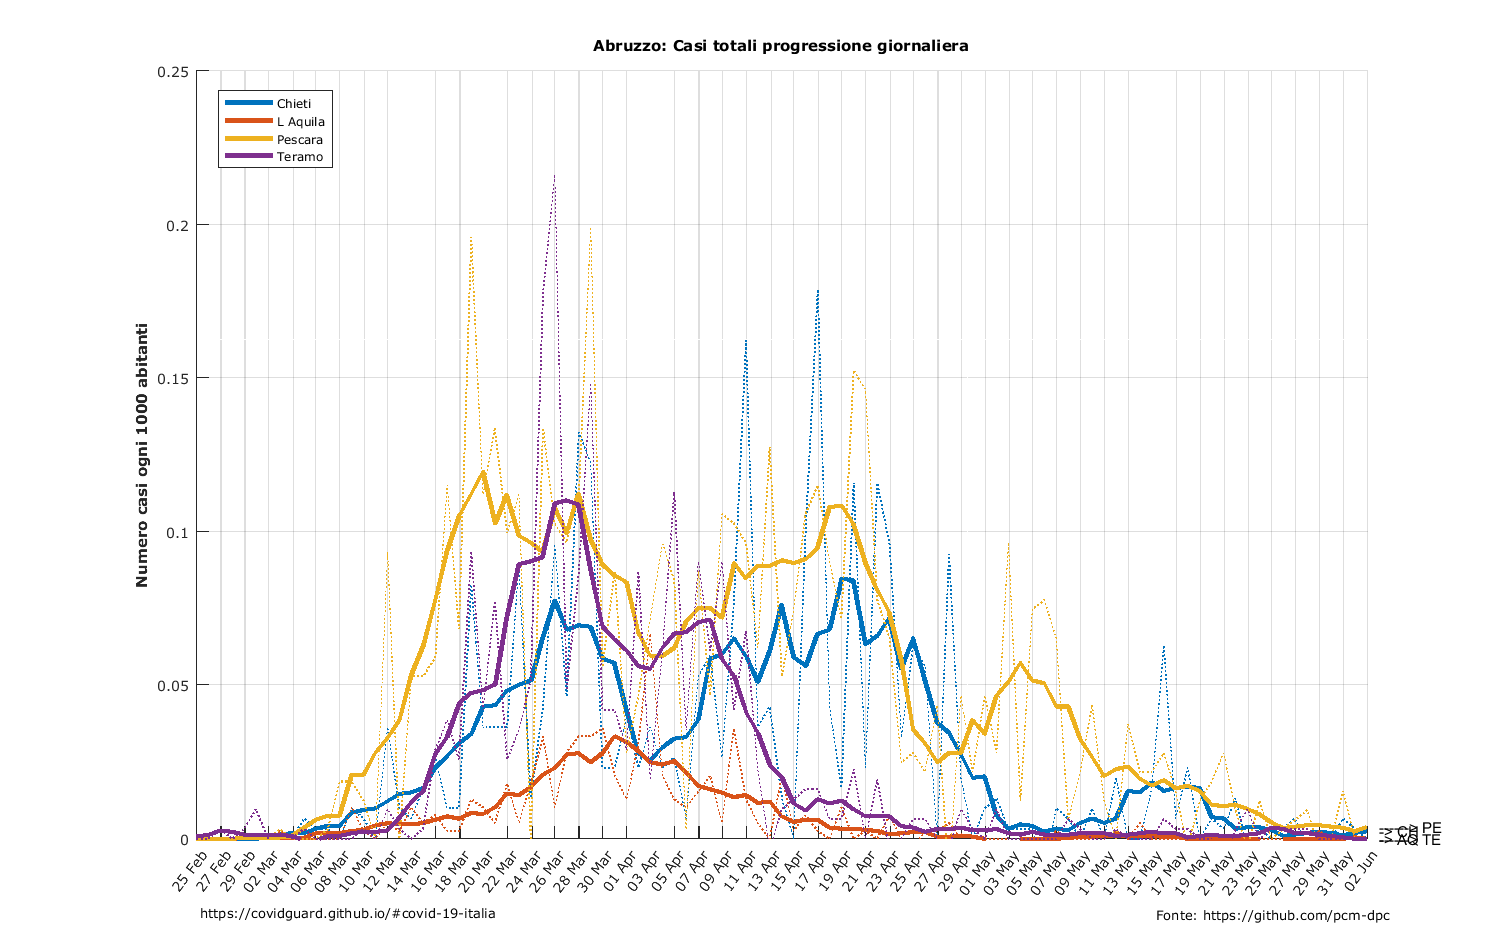 Abruzzo: Casi totali progressione giornaliera
Numero casi ogni 1000 abitanti
0.25
0.2
0.15
0.1
0.05
0
Chieti
L Aquila
Pescara
Teramo
25 Feb
27 Feb
29 Feb
02 Mar
04 Mar
06 Mar
08 Mar
10 Mar
12 Mar
14 Mar
16 Mar
18 Mar
20 Mar
22 Mar
24 Mar
26 Mar
28 Mar
30 Mar
01 Apr
03 Apr
05 Apr
07 Apr
09 Apr
11 Apr
13 Apr
15 Apr
17 Apr
19 Apr
21 Apr
23 Apr
25 Apr
27 Apr
29 Apr
01 May
03 May
05 May
07 May
09 May
11 May
13 May
15 May
17 May
19 May
21 May
23 May
25 May
27 May
29 May
31 May
02 Jun
PE
AQ TE
https://covidguard.github.io/#covid-19-italia
Fonte: https://github.com/pcm-dpc